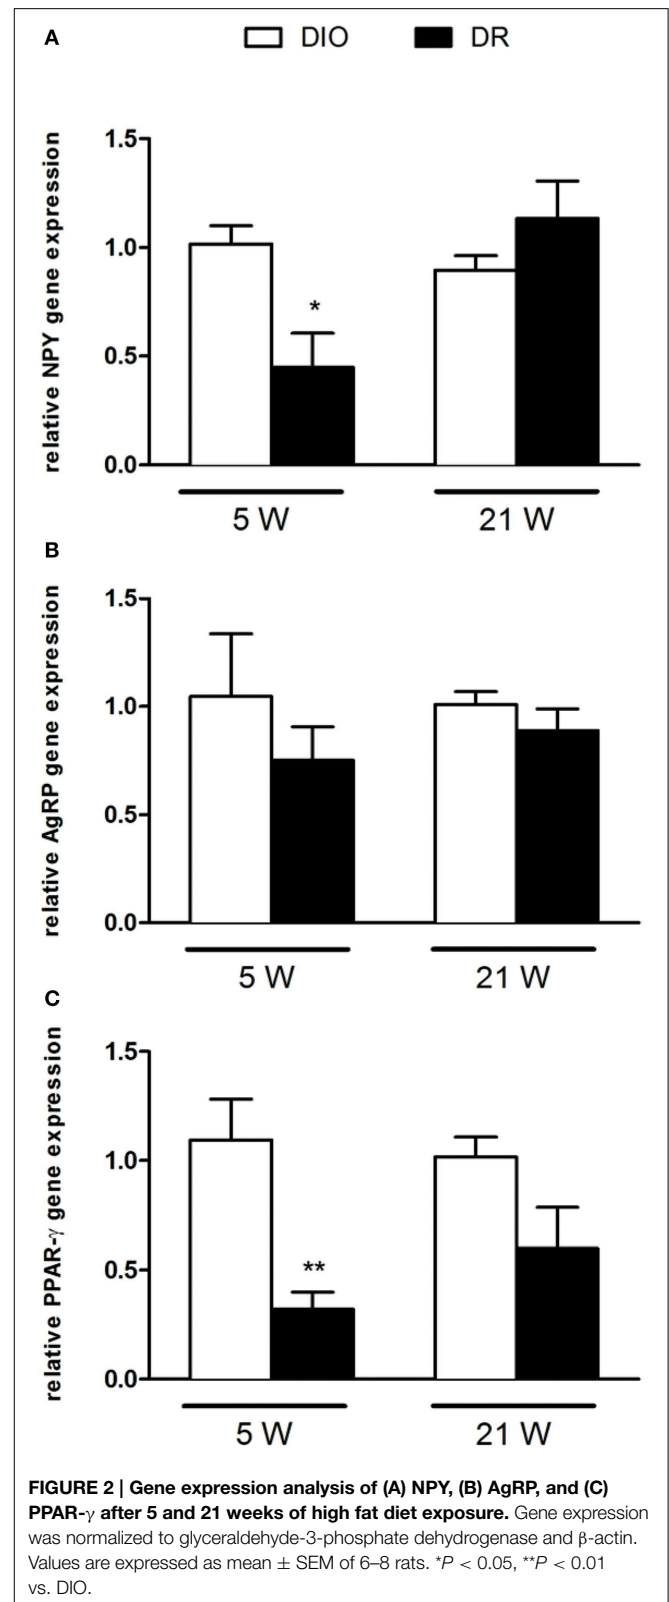 A
DIO DR
relative NPY gene expression
1.5
1.0
0.5
0.0
*
5 W 21 W
B
relative AgRP gene expression
1.5
1.0
0.5
0.0
5 W 21 W
C
relative PPAR-γ gene expression
1.5
1.0
0.5
0.0
**
5 W 21 W
FIGURE 2 | Gene expression analysis of (A) NPY, (B) AgRP, and (C)
PPAR-γ after 5 and 21 weeks of high fat diet exposure. Gene expression
was normalized to glyceraldehyde-3-phosphate dehydrogenase and β-actin.
Values are expressed as mean ± SEM of 6–8 rats. *P < 0.05, **P < 0.01
vs. DIO.